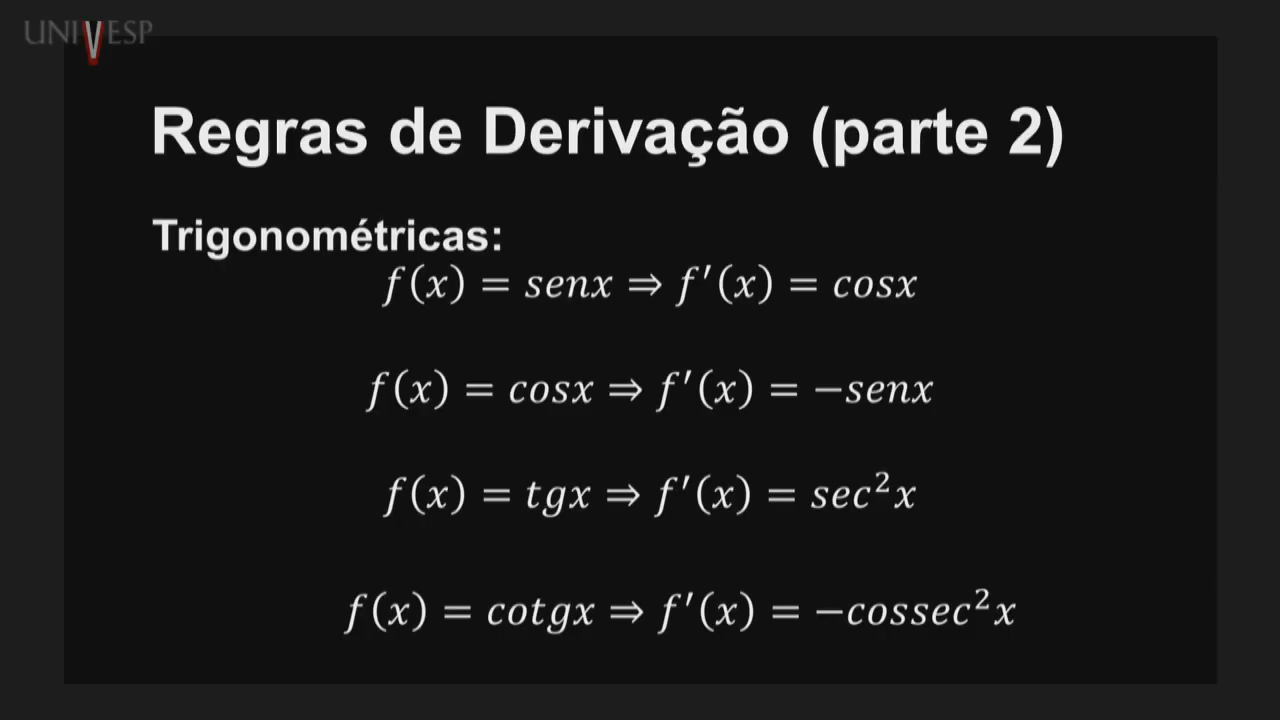 UNIVESP
Regras de Derivação (parte 2)
Trigonométricas:
f(x) = senx ⇒ f′(x) = cosx
f(x) = cosx ⇒ f′(x) = −senx
f(x) = tgx ⇒ f′(x) = sec²x
f(x) = cotgx ⇒ f′(x) = −cossec²x